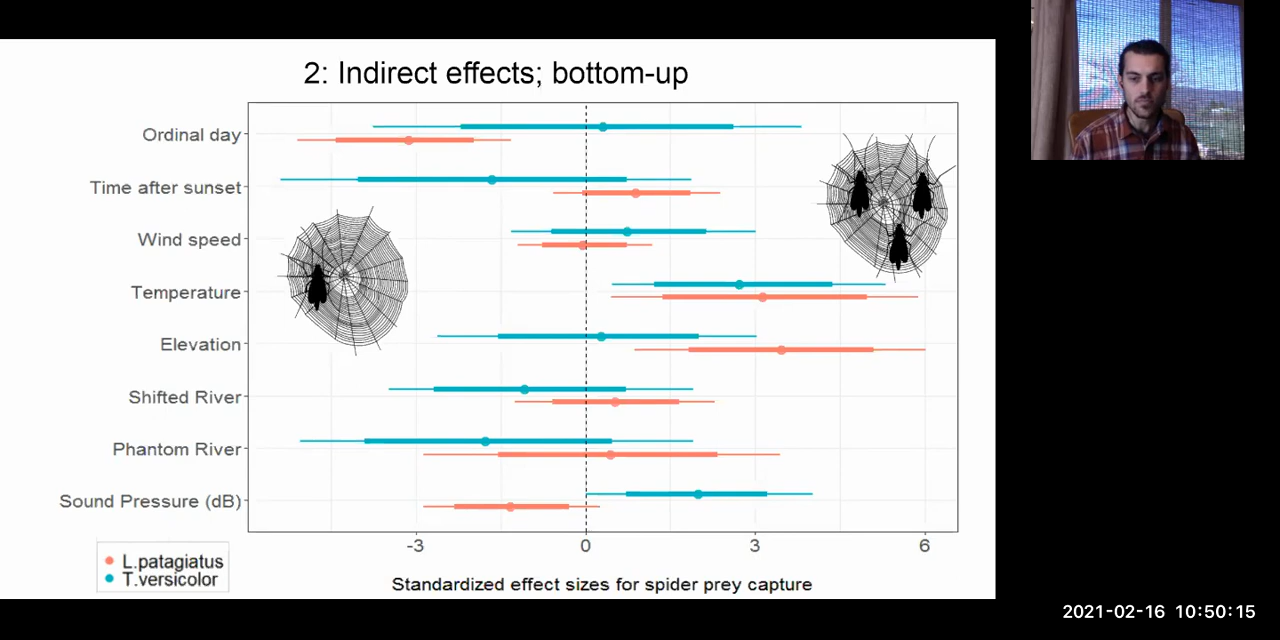 2: Indirect effects; bottom-up
Ordinal day
Time after sunset
Wind speed
Temperature
Elevation
Shifted River
Phantom River
Sound Pressure (dB)
-3 0 3 6
L.patagiatus
T.versicolor
Standardized effect sizes for spider prey capture
2021-02-16 10:50:15